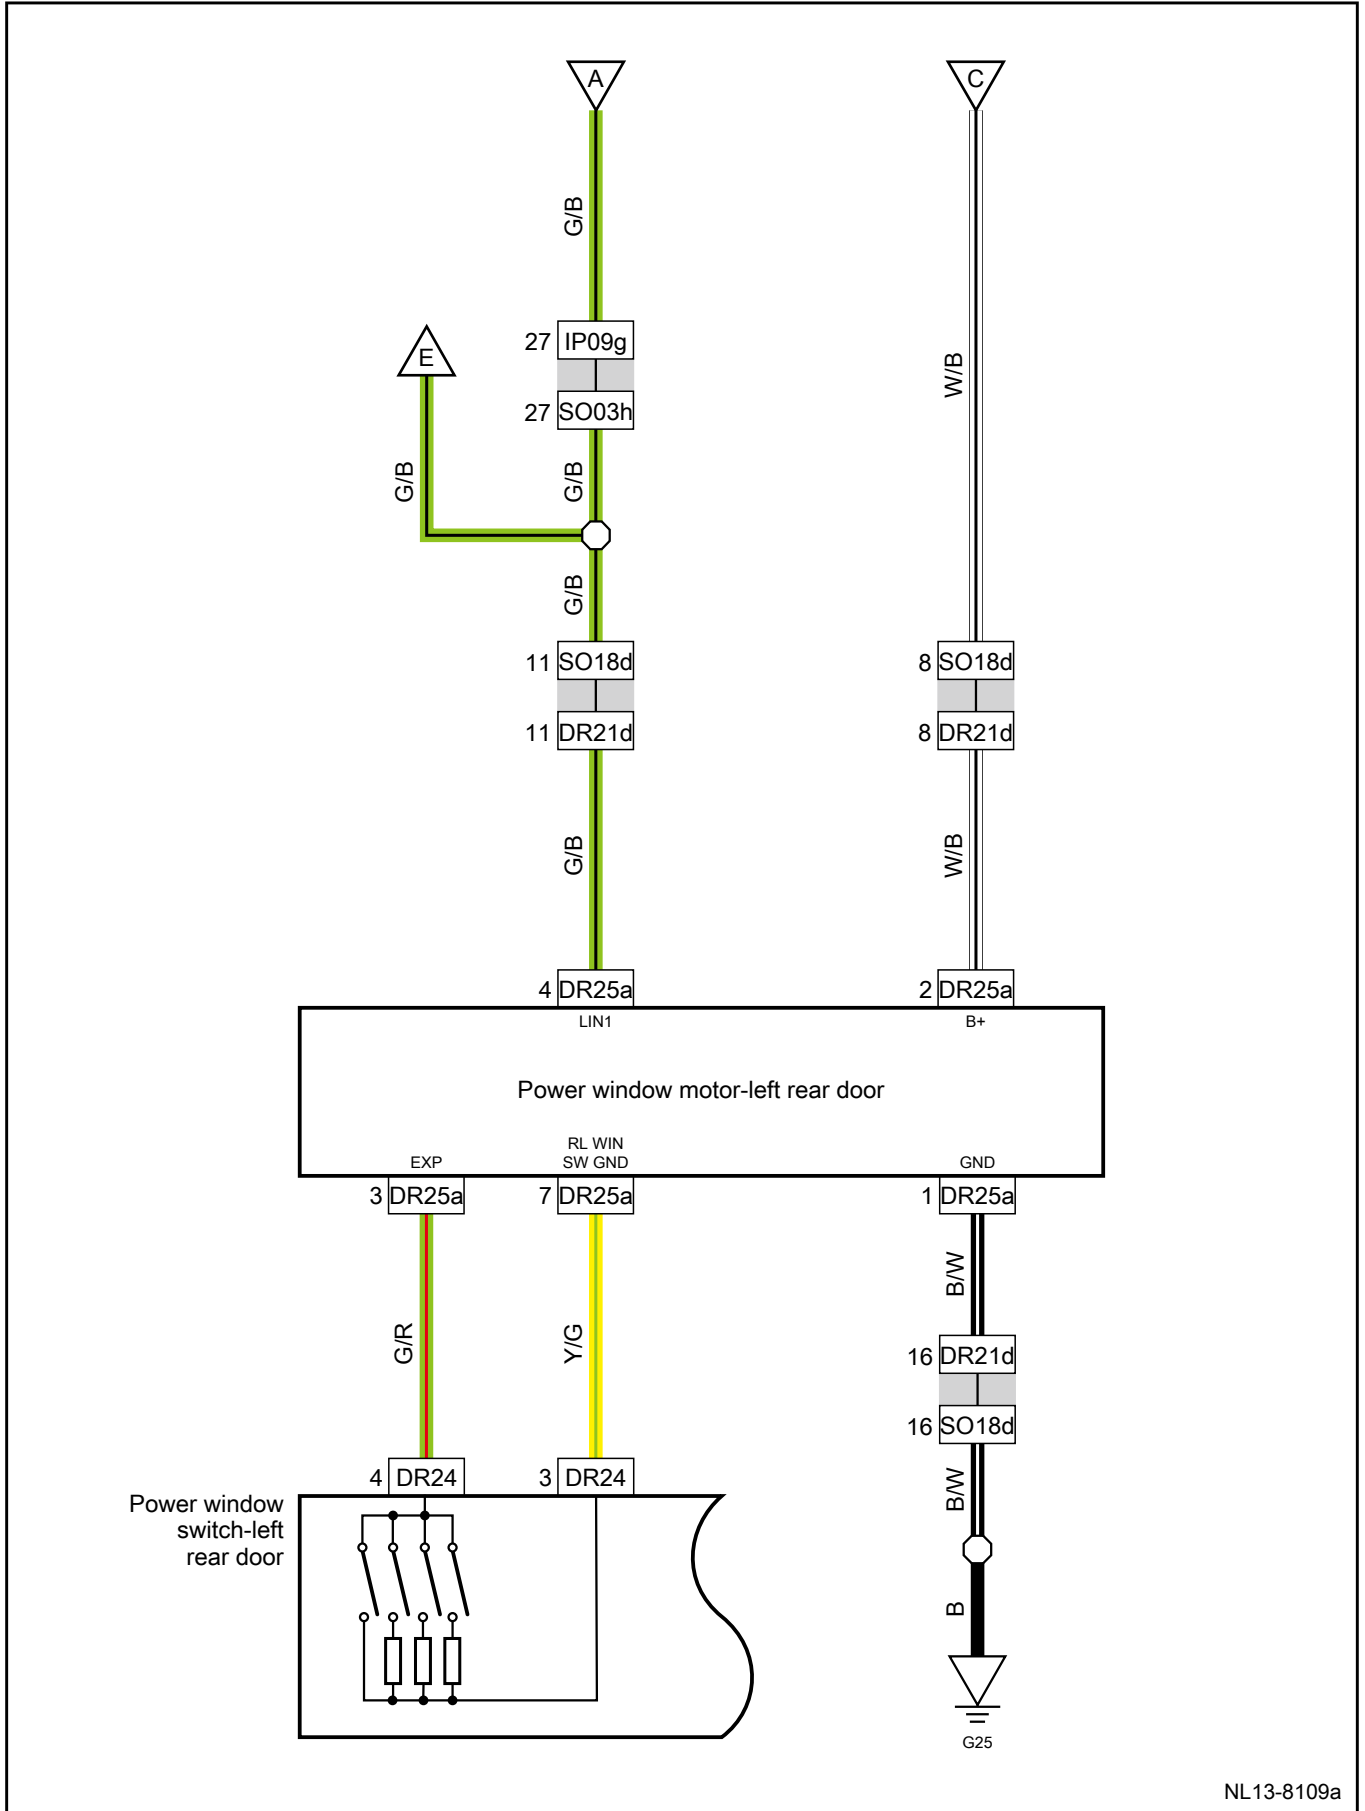 A
C
G/B
27 IP09g
E
W/B
27 SO03h
G/B
G/B
G/B
11 SO18d
8 SO18d
11 DR21d
8 DR21d
G/B
W/B
4 DR25a
2 DR25a
LIN1
B+
Power window motor-left rear door
EXP
RL WIN
SW GND
GND
3 DR25a
7 DR25a
1 DR25a
B/W
G/R
Y/G
16 DR21d
16 SO18d
4 DR24
3 DR24
B/W
Power window
switch-left
rear door
B
G25
NL13-8109a